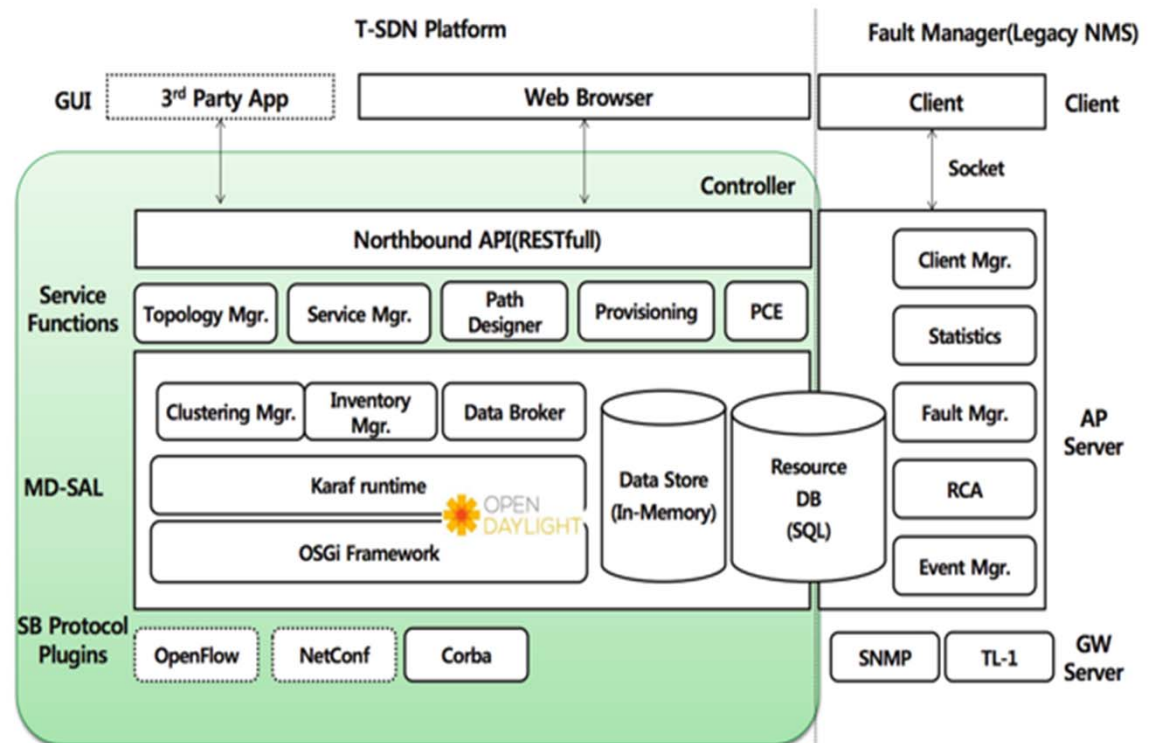 T-SDN Platform
Fault Manager(Legacy NMS)
GUI
3rd Party App
Web Browser
Client
Client
Socket
Controller
Northbound API(RESTfull)
Client Mgr.
Service
Functions
Topology Mgr.
Service Mgr.
Path
Designer
Provisioning
PCE
Statistics
Clustering Mgr.
Inventory
Mgr.
Data Broker
Fault Mgr.
AP
Server
MD-SAL
Karaf runtime
OPEN
DAYLIGHT
OSGi Framework
Data Store
(In-Memory)
Resource
DB
(SQL)
RCA
Event Mgr.
SB Protocol
Plugins
OpenFlow
NetConf
Corba
SNMP
TL-1
GW
Server